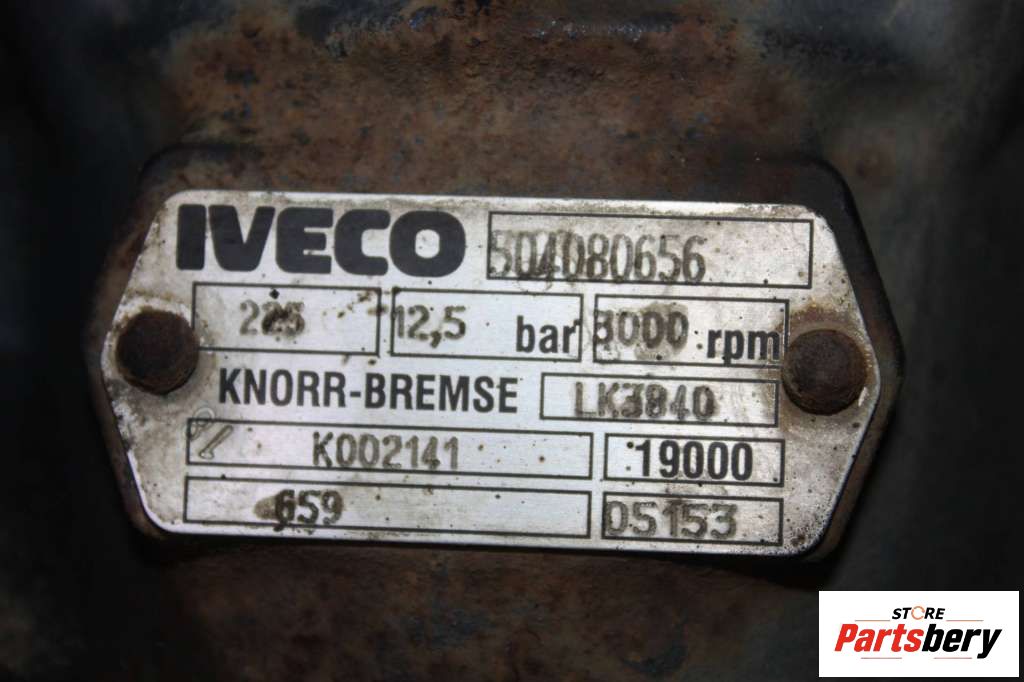 IVECO 504080656
225 12,5 bar 3000 rpm
KNORR-BREMSE LK3840
K002141 19000
659 05153
STORE
Partsbery